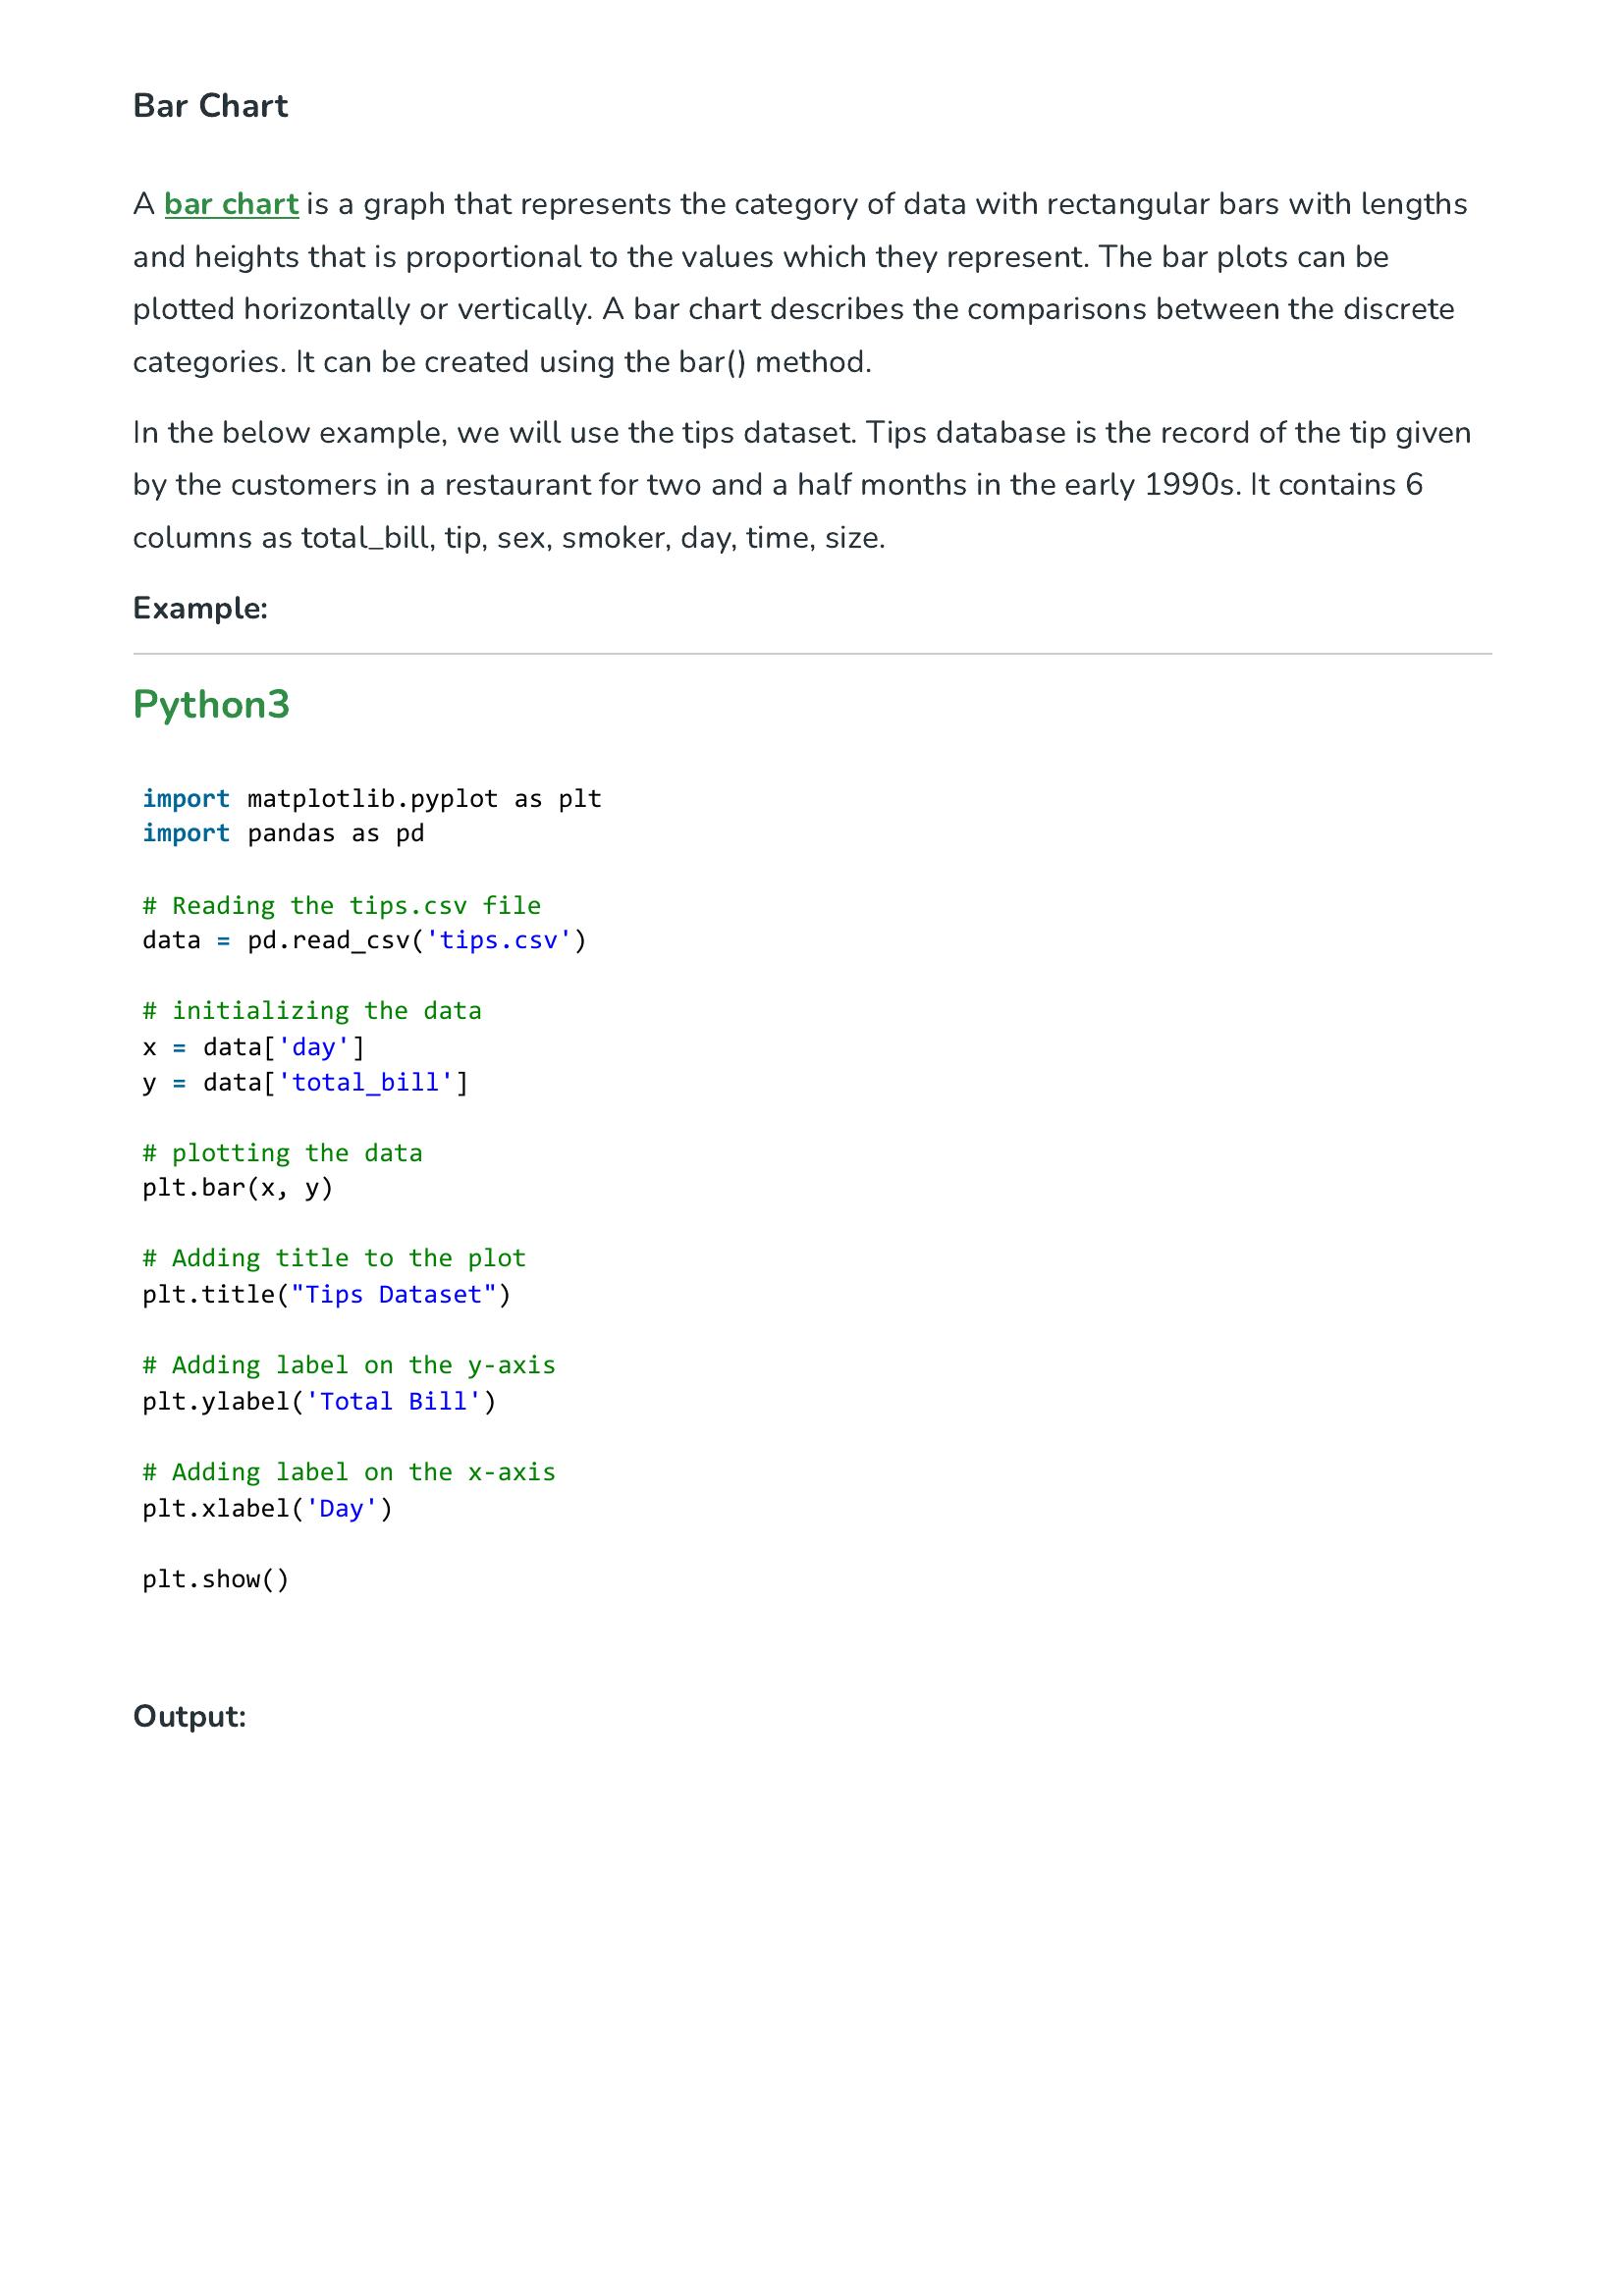 Bar Chart
A bar chart is a graph that represents the category of data with rectangular bars with lengths
and heights that is proportional to the values which they represent. The bar plots can be
plotted horizontally or vertically. A bar chart describes the comparisons between the discrete
categories. It can be created using the bar() method.
In the below example, we will use the tips dataset. Tips database is the record of the tip given
by the customers in a restaurant for two and a half months in the early 1990s. It contains 6
columns as total_bill, tip, sex, smoker, day, time, size.
Example:
Python3
import matplotlib.pyplot as plt
import pandas as pd
# Reading the tips.csv file
data = pd.read_csv('tips.csv')
# initializing the data
x = data['day']
y = data['total_bill']
# plotting the data
plt.bar(x, y)
# Adding title to the plot
plt.title("Tips Dataset")
# Adding label on the y-axis
plt.ylabel('Total Bill')
# Adding label on the x-axis
plt.xlabel('Day')
plt.show()
Output: